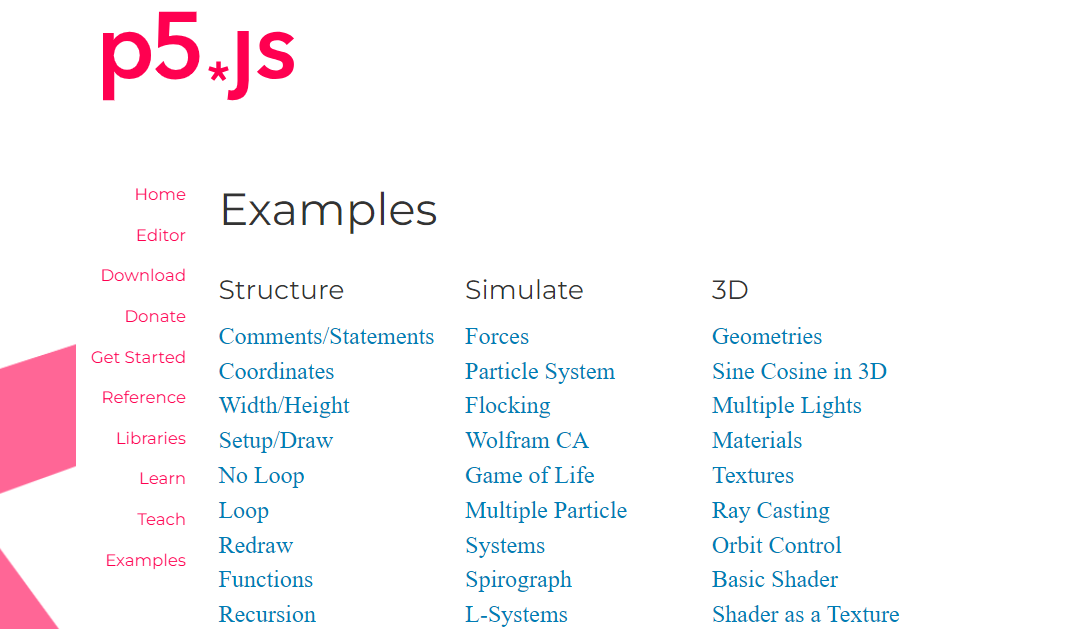 p5.js
Home
Editor
Download
Donate
Get Started
Reference
Libraries
Learn
Teach
Examples
Examples
Structure
Comments/Statements
Coordinates
Width/Height
Setup/Draw
No Loop
Loop
Redraw
Functions
Recursion
Simulate
Forces
Particle System
Flocking
Wolfram CA
Game of Life
Multiple Particle
Systems
Spirograph
L-Systems
3D
Geometries
Sine Cosine in 3D
Multiple Lights
Materials
Textures
Ray Casting
Orbit Control
Basic Shader
Shader as a Texture